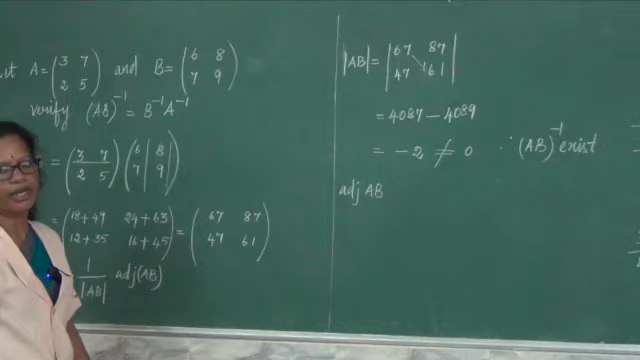 A = (3 7 and B = (6 8
2 5) 7 9)
verify (AB)⁻¹ = B⁻¹A⁻¹
= (3 7 (6 | 8
2 5) 7 | 9)
= (18+49 24+63 = (67 87
12+35 16+45) 47 61)
1/|AB| adj(AB)
|AB| = |67 87
47 61|
= 4087 − 4089
= −2 ≠ 0 ∴ (AB)⁻¹ exist
adj AB